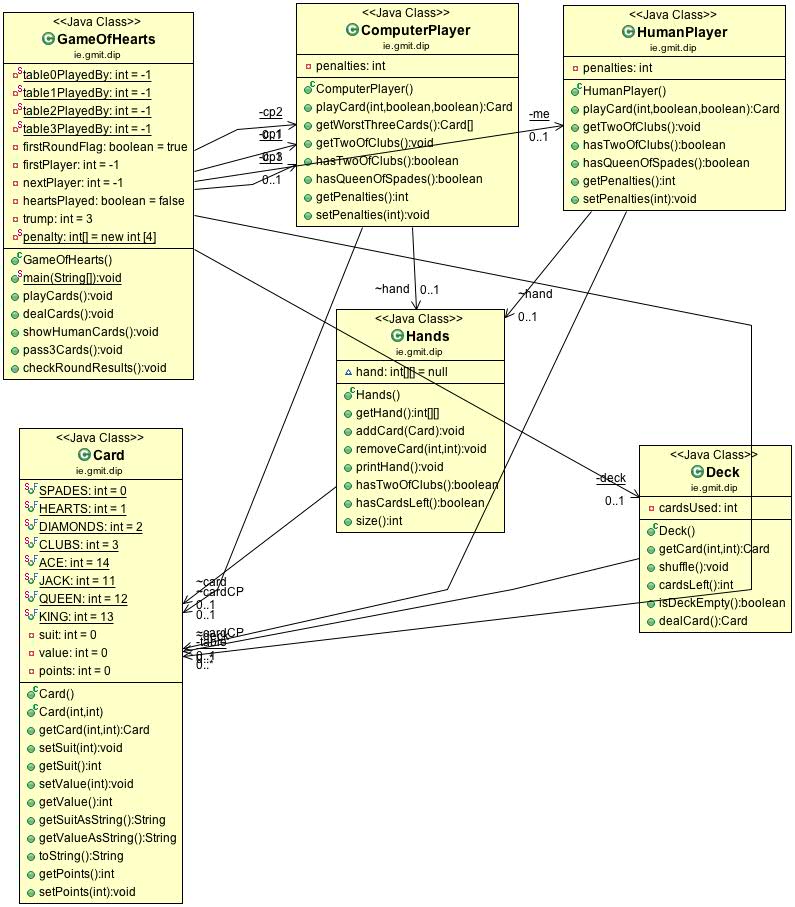 <<Java Class>>
GameOfHearts
ie.gmit.dip
table0PlayedBy: int = -1
table1PlayedBy: int = -1
table2PlayedBy: int = -1
table3PlayedBy: int = -1
firstRoundFlag: boolean = true
firstPlayer: int = -1
nextPlayer: int = -1
heartsPlayed: boolean = false
trump: int = 3
penalty: int[] = new int [4]
GameOfHearts()
main(String[]):void
playCards():void
dealCards():void
showHumanCards():void
pass3Cards():void
checkRoundResults():void
<<Java Class>>
ComputerPlayer
ie.gmit.dip
penalties: int
ComputerPlayer()
playCard(int,boolean,boolean):Card
getWorstThreeCards():Card[]
getTwoOfClubs():void
hasTwoOfClubs():boolean
hasQueenOfSpades():boolean
getPenalties():int
setPenalties(int):void
<<Java Class>>
HumanPlayer
ie.gmit.dip
penalties: int
HumanPlayer()
playCard(int,boolean,boolean):Card
getTwoOfClubs():void
hasTwoOfClubs():boolean
hasQueenOfSpades():boolean
getPenalties():int
setPenalties(int):void
-cp2
0..1
-me
0..1
~hand
0..1
~hand
0..1
<<Java Class>>
Hands
ie.gmit.dip
hand: int[][] = null
Hands()
getHand():int[][]
addCard(Card):void
removeCard(int,int):void
printHand():void
hasTwoOfClubs():boolean
hasCardsLeft():boolean
size():int
<<Java Class>>
Card
ie.gmit.dip
SPADES: int = 0
HEARTS: int = 1
DIAMONDS: int = 2
CLUBS: int = 3
ACE: int = 14
JACK: int = 11
QUEEN: int = 12
KING: int = 13
suit: int = 0
value: int = 0
points: int = 0
Card()
Card(int,int)
getCard(int,int):Card
setSuit(int):void
getSuit():int
setValue(int):void
getValue():int
getSuitAsString():String
getValueAsString():String
toString():String
getPoints():int
setPoints(int):void
~card
~cardCP
0..1
0..1
~cardCP
-table
-deck
0..1
<<Java Class>>
Deck
ie.gmit.dip
cardsUsed: int
Deck()
getCard(int,int):Card
shuffle():void
cardsLeft():int
isDeckEmpty():boolean
dealCard():Card